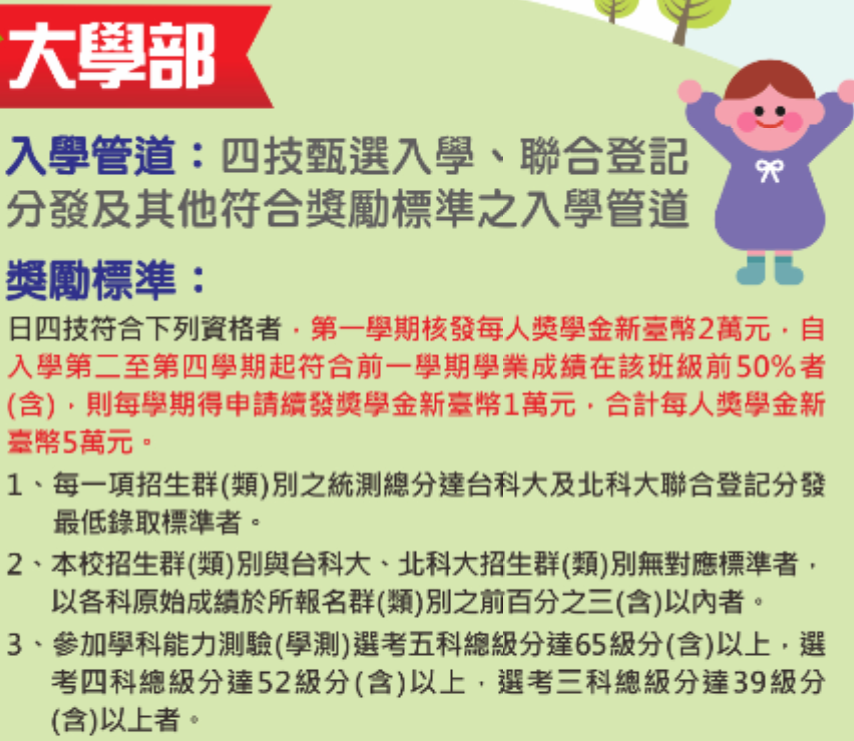 大學部
入學管道：四技甄選入學、聯合登記
分發及其他符合獎勵標準之入學管道
獎勵標準：
日四技符合下列資格者，第一學期核發每人獎學金新臺幣2萬元，自
入學第二至第四學期起符合前一學期學業成績在該班級前50%者
(含)，則每學期得申請續發獎學金新臺幣1萬元，合計每人獎學金新
臺幣5萬元。
1、每一項招生群(類)別之統測總分達台科大及北科大聯合登記分發
最低錄取標準者。
2、本校招生群(類)別與台科大、北科大招生群(類)別無對應標準者，
以各科原始成績於所報名群(類)別之前百分之三(含)以內者。
3、參加學科能力測驗(學測)選考五科總級分達65級分(含)以上，選
考四科總級分達52級分(含)以上，選考三科總級分達39級分
(含)以上者。